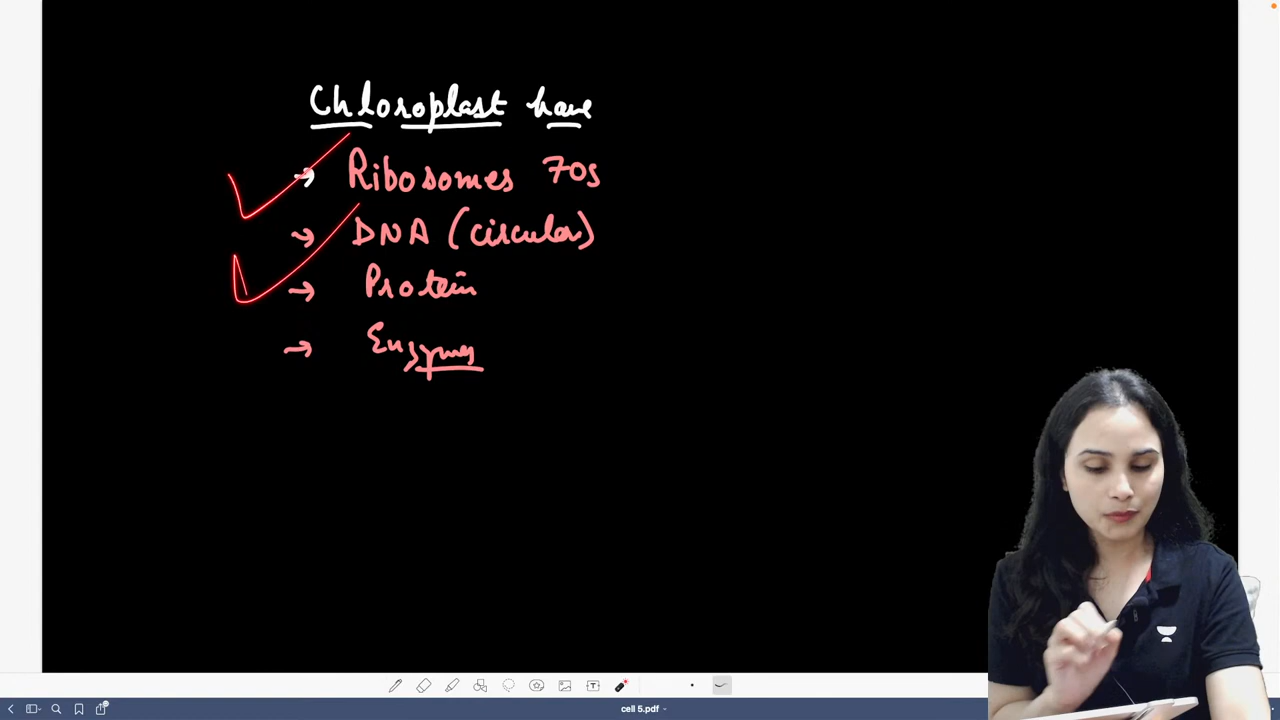 Chloroplast have
→ Ribosomes 70s
→ DNA (circular)
→ Protein
→ Enzymes
cell 5.pdf